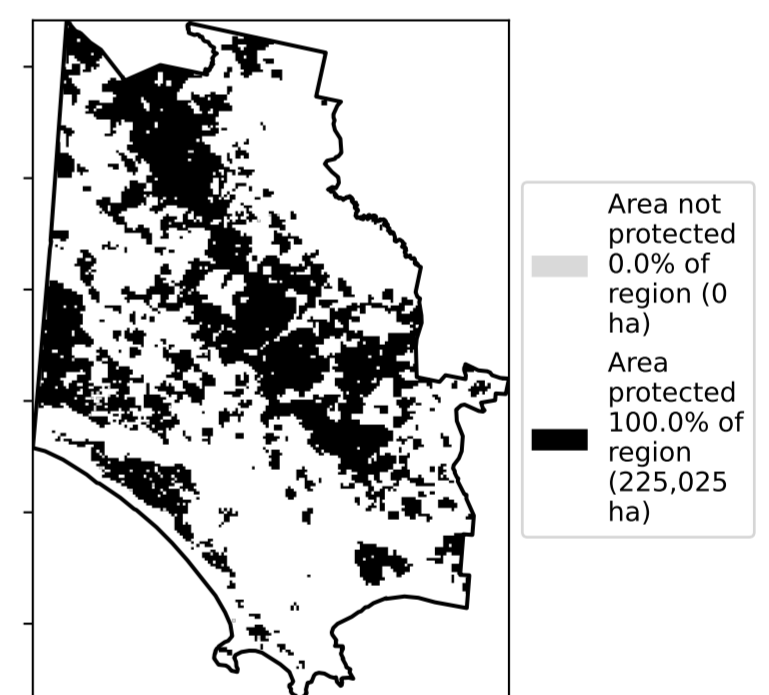 Area not
protected
0.0% of
region (0
ha)
Area
protected
100.0% of
region
(225,025
ha)